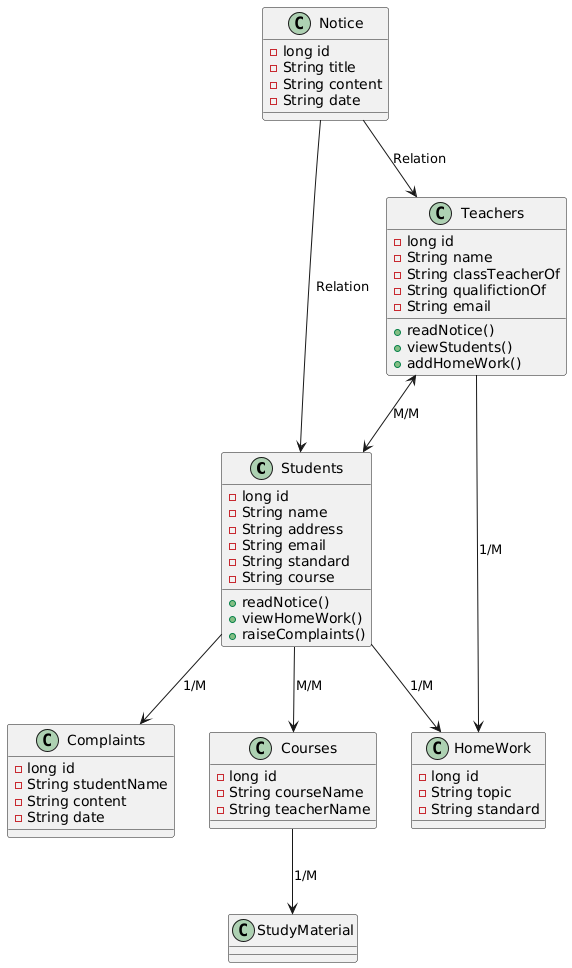 C Notice
long id
String title
String content
String date
Relation
C Teachers
long id
String name
String classTeacherOf
String qualifictionOf
String email
readNotice()
viewStudents()
addHomeWork()
Relation
M/M
C Students
long id
String name
String address
String email
String standard
String course
readNotice()
viewHomeWork()
raiseComplaints()
1/M
1/M
M/M
1/M
C Complaints
long id
String studentName
String content
String date
C Courses
long id
String courseName
String teacherName
C HomeWork
long id
String topic
String standard
1/M
C StudyMaterial